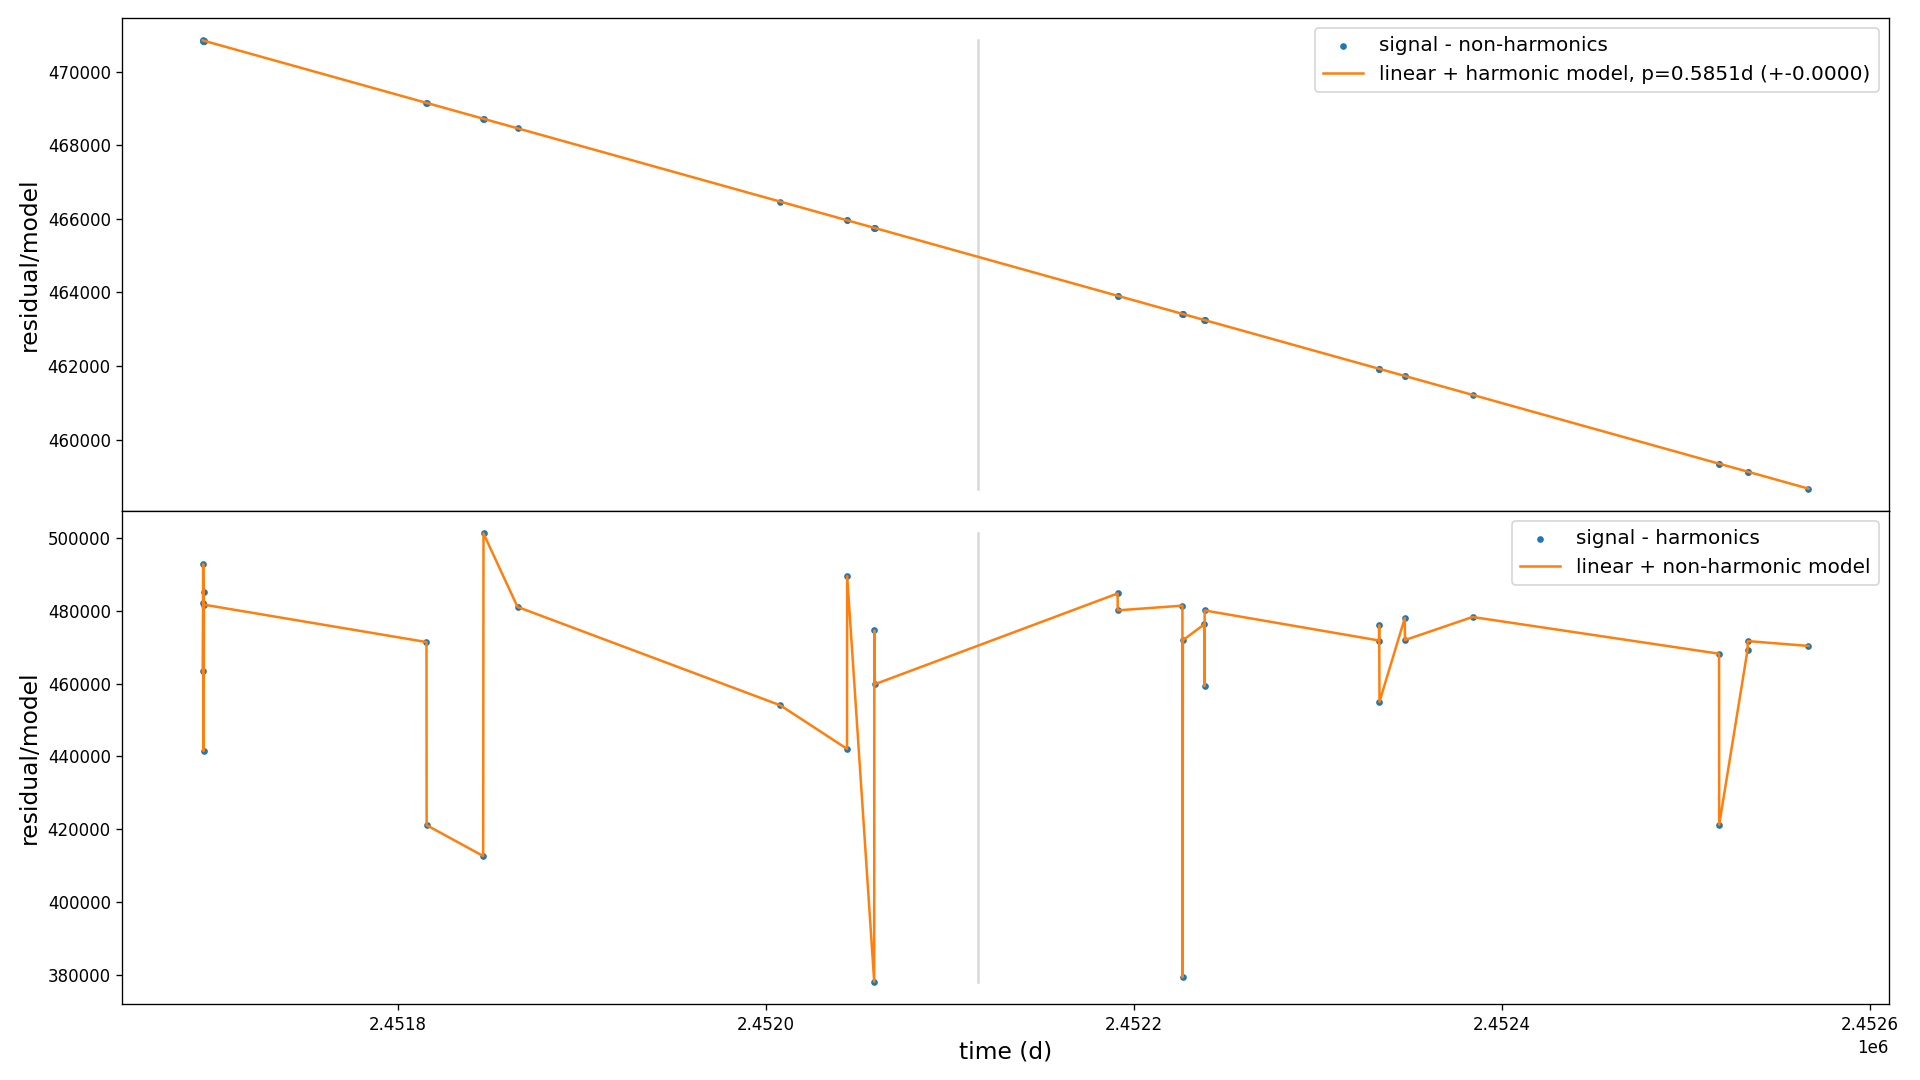 signal - non-harmonics
linear + harmonic model, p=0.5851d (+-0.0000)
470000
468000
466000
464000
462000
460000
residual/model
signal - harmonics
linear + non-harmonic model
500000
480000
460000
440000
420000
400000
380000
residual/model
2.4518 2.4520 2.4522 2.4524 2.4526
1e6
time (d)